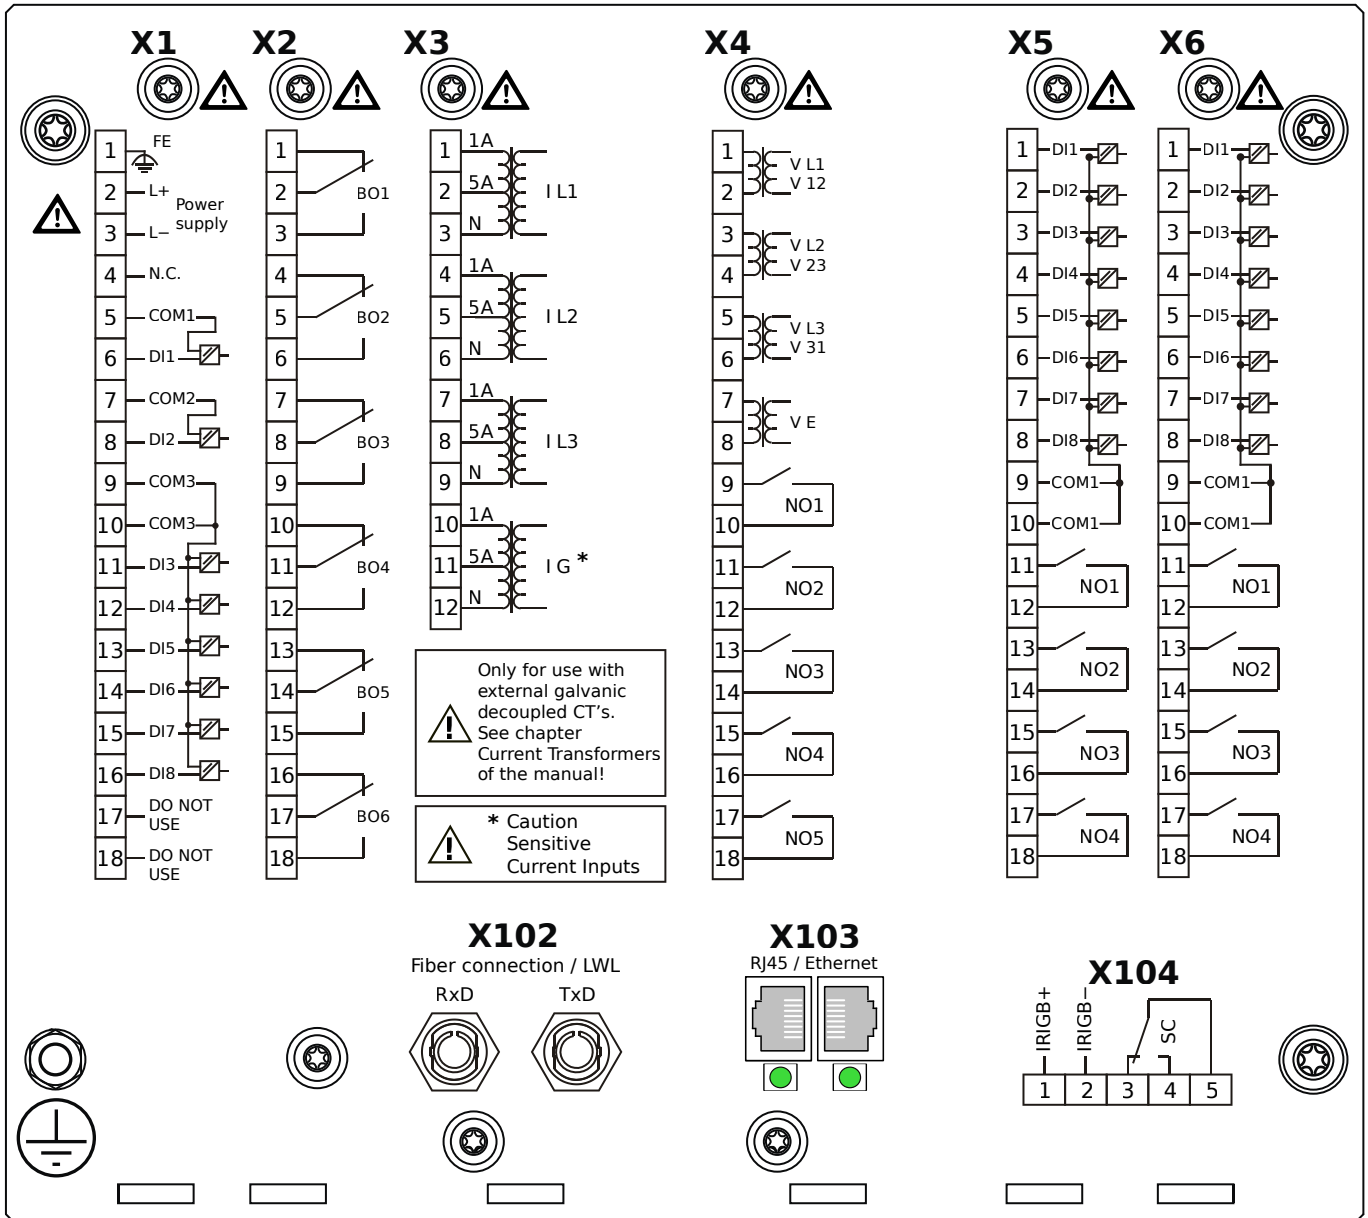 X1 X2 X3 X4 X5 X6
1 FE
2 L+
Power
supply
3 L−
4 N.C.
5 COM1
6 DI1
7 COM2
8 DI2
9 COM3
10 COM3
11 DI3
12 DI4
13 DI5
14 DI6
15 DI7
16 DI8
17 DO NOT
USE
18 DO NOT
USE
1
2 BO1
3
4
5 BO2
6
7
8 BO3
9
10
11 BO4
12
13
14 BO5
15
16
17 BO6
18
1 1A
2 5A I L1
3 N
4 1A
5 5A I L2
6 N
7 1A
8 5A I L3
9 N
10 1A
11 5A I G *
12 N
Only for use with
external galvanic
decoupled CT's.
See chapter
Current Transformers
of the manual!
* Caution
Sensitive
Current Inputs
1 V L1
2 V 12
3 V L2
4 V 23
5 V L3
6 V 31
7
V E
8
9
NO1
10
11
NO2
12
13
NO3
14
15
NO4
16
17
NO5
18
1 DI1
2 DI2
3 DI3
4 DI4
5 DI5
6 DI6
7 DI7
8 DI8
9 COM1
10 COM1
11
NO1
12
13
NO2
14
15
NO3
16
17
NO4
18
1 DI1
2 DI2
3 DI3
4 DI4
5 DI5
6 DI6
7 DI7
8 DI8
9 COM1
10 COM1
11
NO1
12
13
NO2
14
15
NO3
16
17
NO4
18
X102
Fiber connection / LWL
RxD TxD
X103
RJ45 / Ethernet
X104
IRIGB+
IRIGB−
SC
1 2 3 4 5